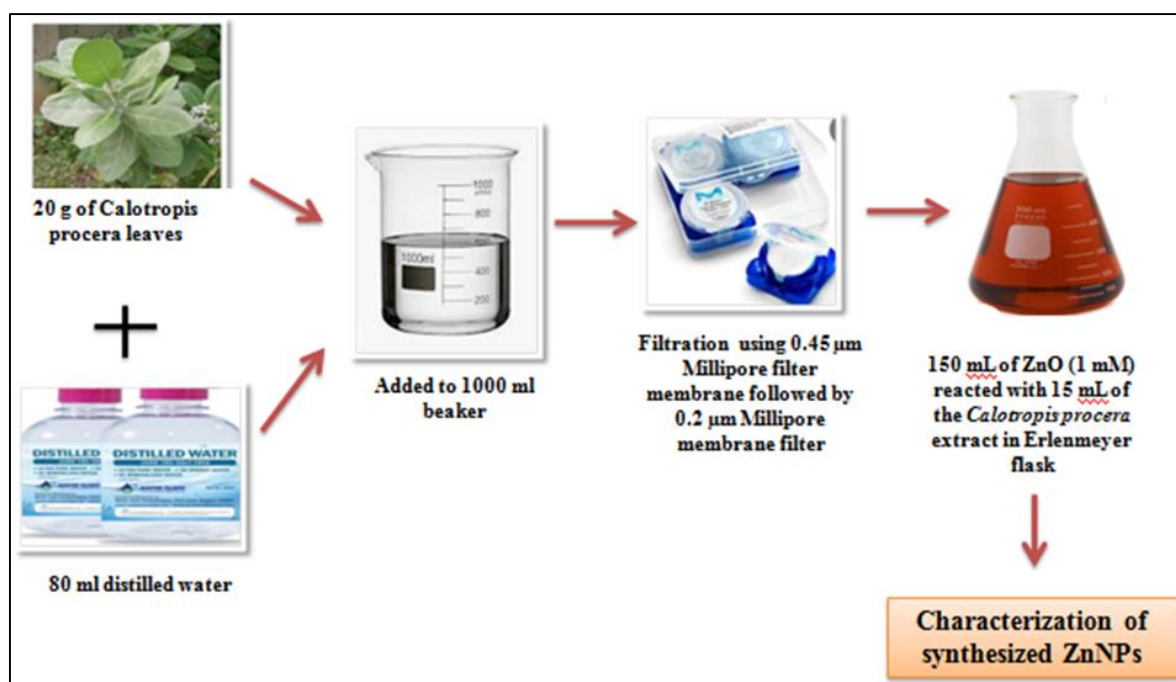 20 g of Calotropis
procera leaves
80 ml distilled water
DISTILLED WATER
DISTILLED WATER
1000
800
400
200
1000ml
Added to 1000 ml
beaker
Filtration using 0.45 µm
Millipore filter
membrane followed by
0.2 µm Millipore
membrane filter
150 mL of ZnO (1 mM)
reacted with 15 mL of
the Calotropis procera
extract in Erlenmeyer
flask
Characterization of
synthesized ZnNPs